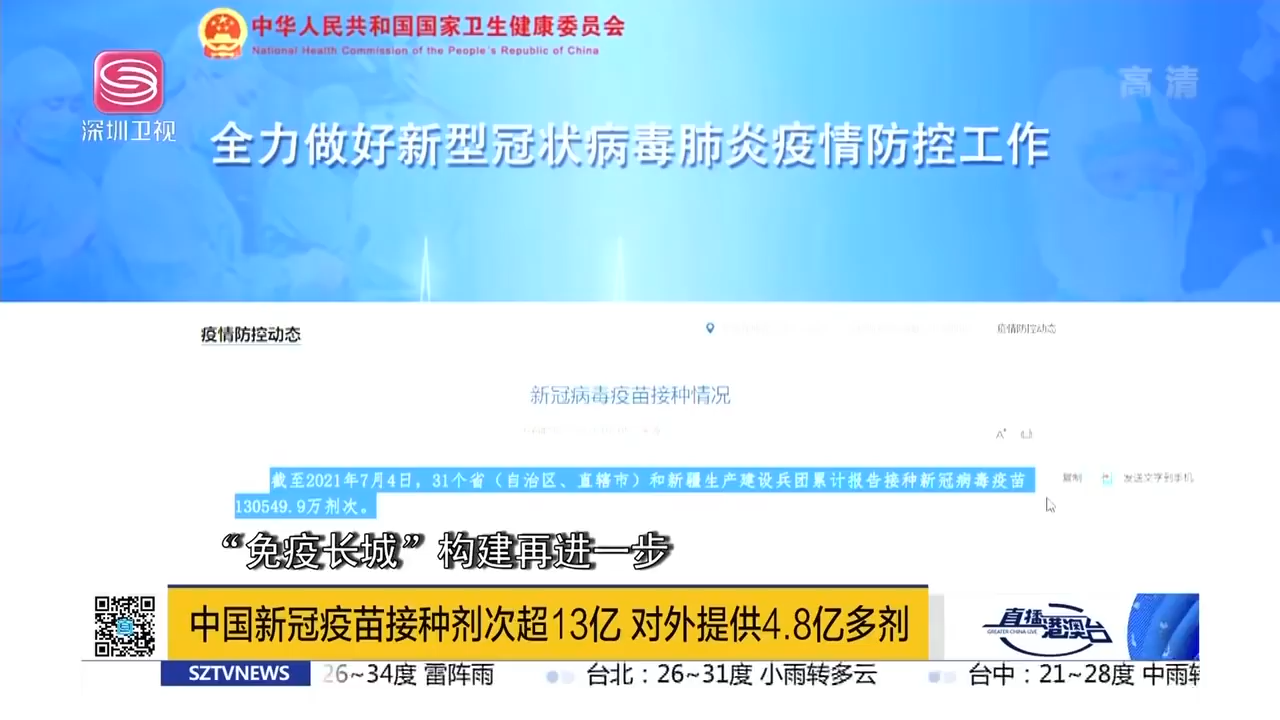 中华人民共和国国家卫生健康委员会
National Health Commission of the People's Republic of China
深圳卫视
高清
全力做好新型冠状病毒肺炎疫情防控工作
疫情防控动态
疫情防控动态
新冠病毒疫苗接种情况
截至2021年7月4日，31个省（自治区、直辖市）和新疆生产建设兵团累计报告接种新冠病毒疫苗
130549.9万剂次。
复制
发送文字到手机
“免疫长城”构建再进一步
中国新冠疫苗接种剂次超13亿 对外提供4.8亿多剂
直播港澳台
GREATER CHINA LIVE
SZTVNEWS
26~34度 雷阵雨
台北：26~31度 小雨转多云
台中：21~28度 中雨转